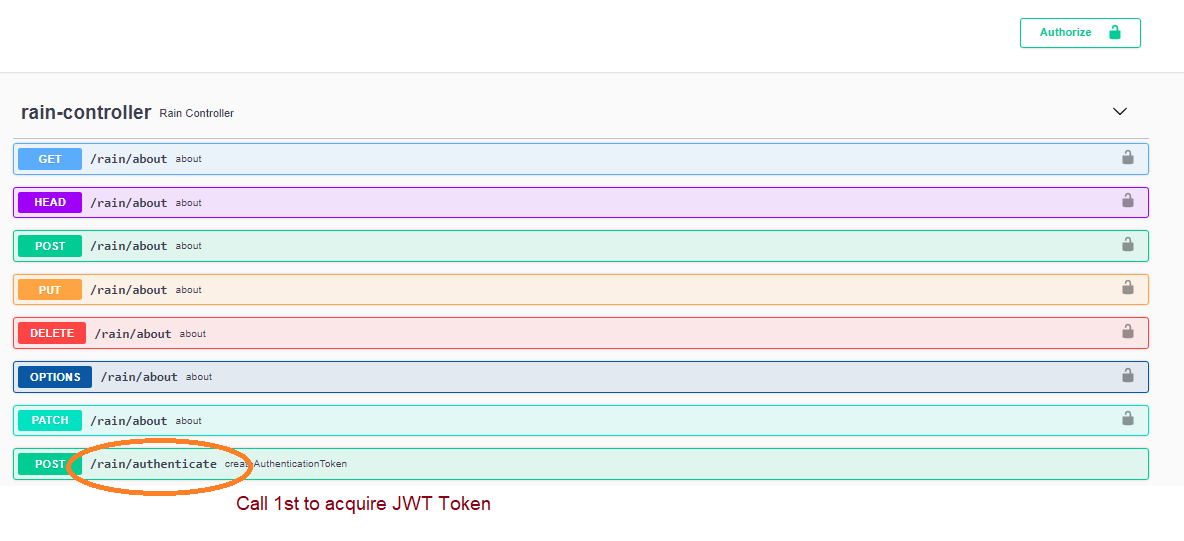 Authorize
rain-controller Rain Controller
GET /rain/about about
HEAD /rain/about about
POST /rain/about about
PUT /rain/about about
DELETE /rain/about about
OPTIONS /rain/about about
PATCH /rain/about about
POST /rain/authenticate createAuthenticationToken
Call 1st to acquire JWT Token